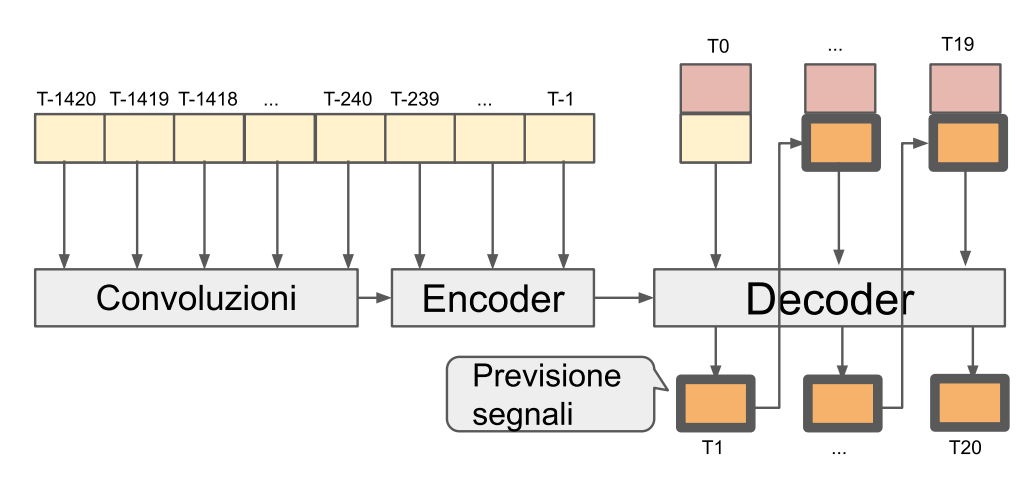 T0
...
T19
T-1420
T-1419
T-1418
...
T-240
T-239
...
T-1
Convoluzioni
Encoder
Decoder
Previsione
segnali
T1
...
T20